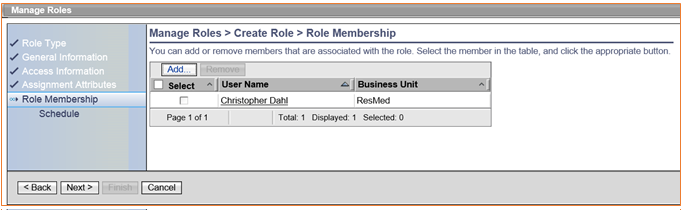 Manage Roles
Role Type
General Information
Access Information
Assignment Attributes
Role Membership
Schedule
Manage Roles > Create Role > Role Membership
You can add or remove members that are associated with the role. Select the member in the table, and click the appropriate button.
Add... Remove
Select User Name Business Unit
Christopher Dahl ResMed
Page 1 of 1 Total: 1 Displayed: 1 Selected: 0
< Back Next > Finish Cancel